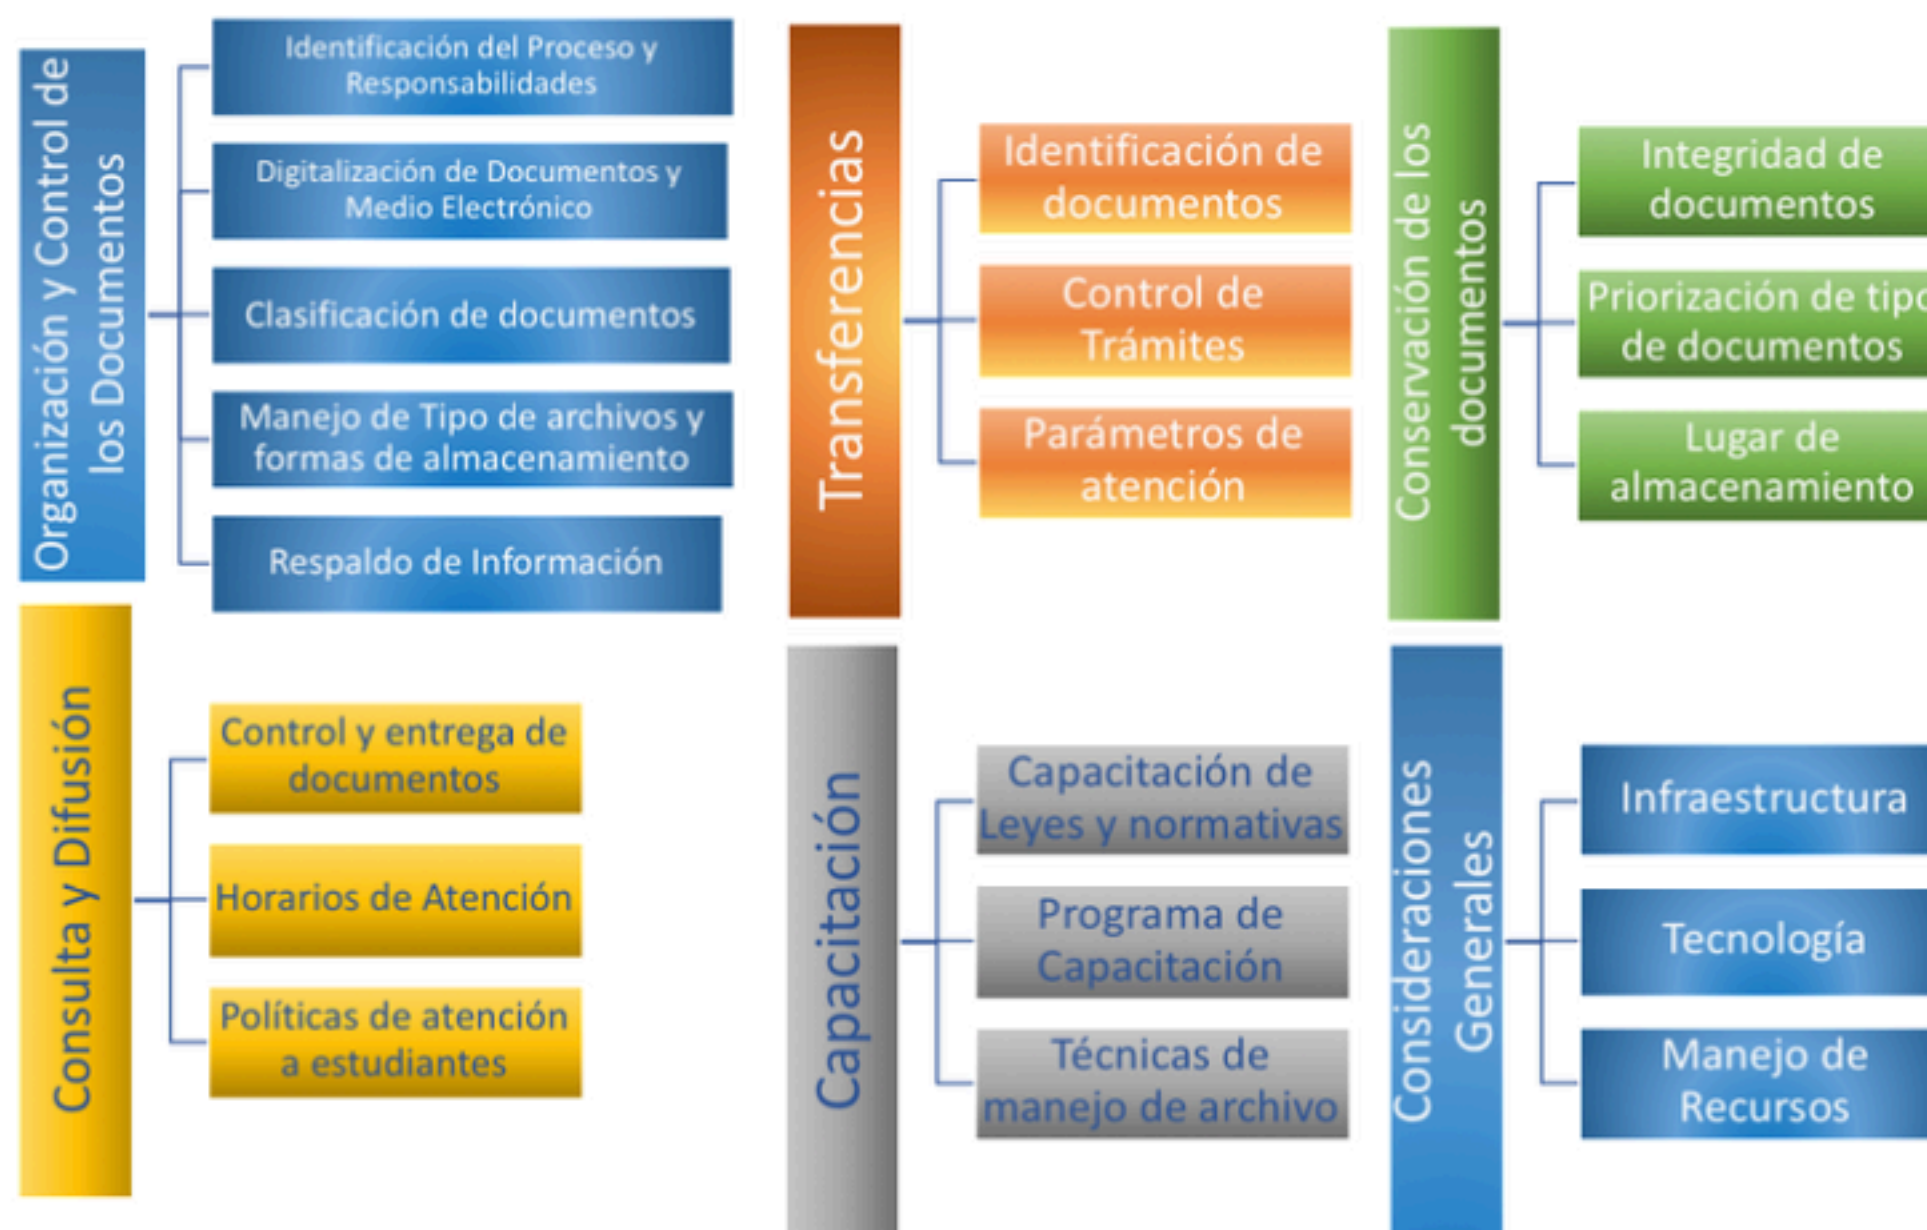 Organización y Control de
los Documentos
Identificación del Proceso y
Responsabilidades
Digitalización de Documentos y
Medio Electrónico
Clasificación de documentos
Manejo de Tipo de archivos y
formas de almacenamiento
Respaldo de Información
Transferencias
Identificación de
documentos
Control de
Trámites
Parámetros de
atención
Conservación de los
documentos
Integridad de
documentos
Priorización de tipo
de documentos
Lugar de
almacenamiento
Consulta y Difusión
Control y entrega de
documentos
Horarios de Atención
Políticas de atención
a estudiantes
Capacitación
Capacitación de
Leyes y normativas
Programa de
Capacitación
Técnicas de
manejo de archivo
Consideraciones
Generales
Infraestructura
Tecnología
Manejo de
Recursos